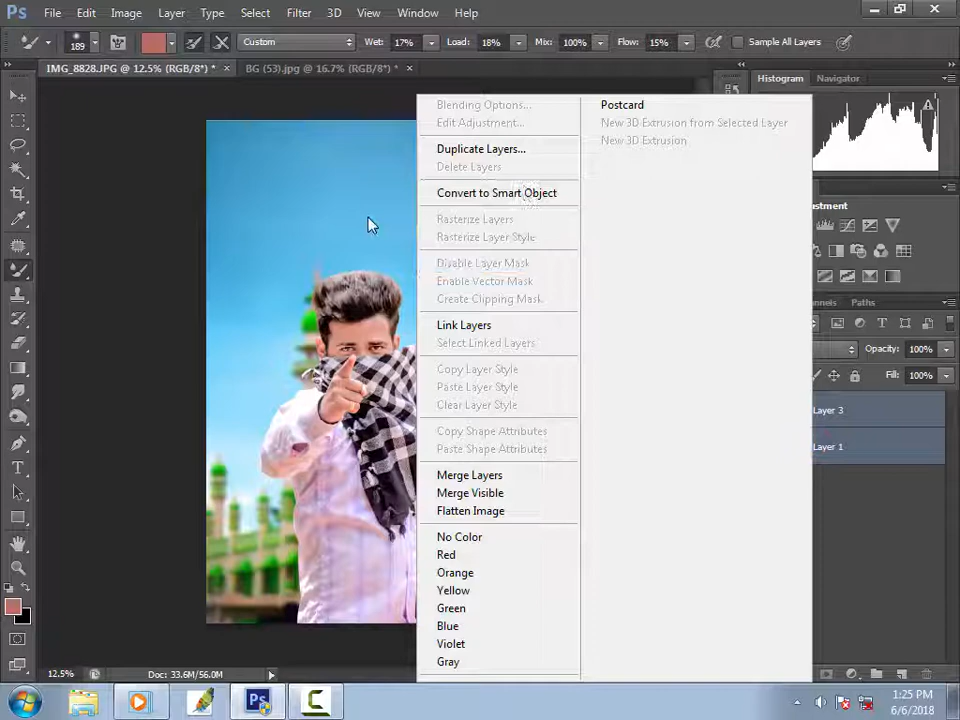 Ps File Edit Image Layer Type Select Filter 3D View Window Help
189 Custom Wet: 17% Load: 18% Mix: 100% Flow: 15% Sample All Layers
IMG_8828.JPG @ 12.5% (RGB/8*) * × BG (53).jpg @ 16.7% (RGB/8*) * ×
Histogram Navigator
Blending Options...
Edit Adjustment...
Duplicate Layers...
Delete Layers
Convert to Smart Object
Rasterize Layers
Rasterize Layer Style
Disable Layer Mask
Enable Vector Mask
Create Clipping Mask
Link Layers
Select Linked Layers
Copy Layer Style
Paste Layer Style
Clear Layer Style
Copy Shape Attributes
Paste Shape Attributes
Merge Layers
Merge Visible
Flatten Image
No Color
Red
Orange
Yellow
Green
Blue
Violet
Gray
Postcard
New 3D Extrusion from Selected Layer
New 3D Extrusion
Paths
Opacity: 100%
Fill: 100%
Layer 3
Layer 1
12.5% Doc: 33.6M/56.0M
1:25 PM
6/6/2018